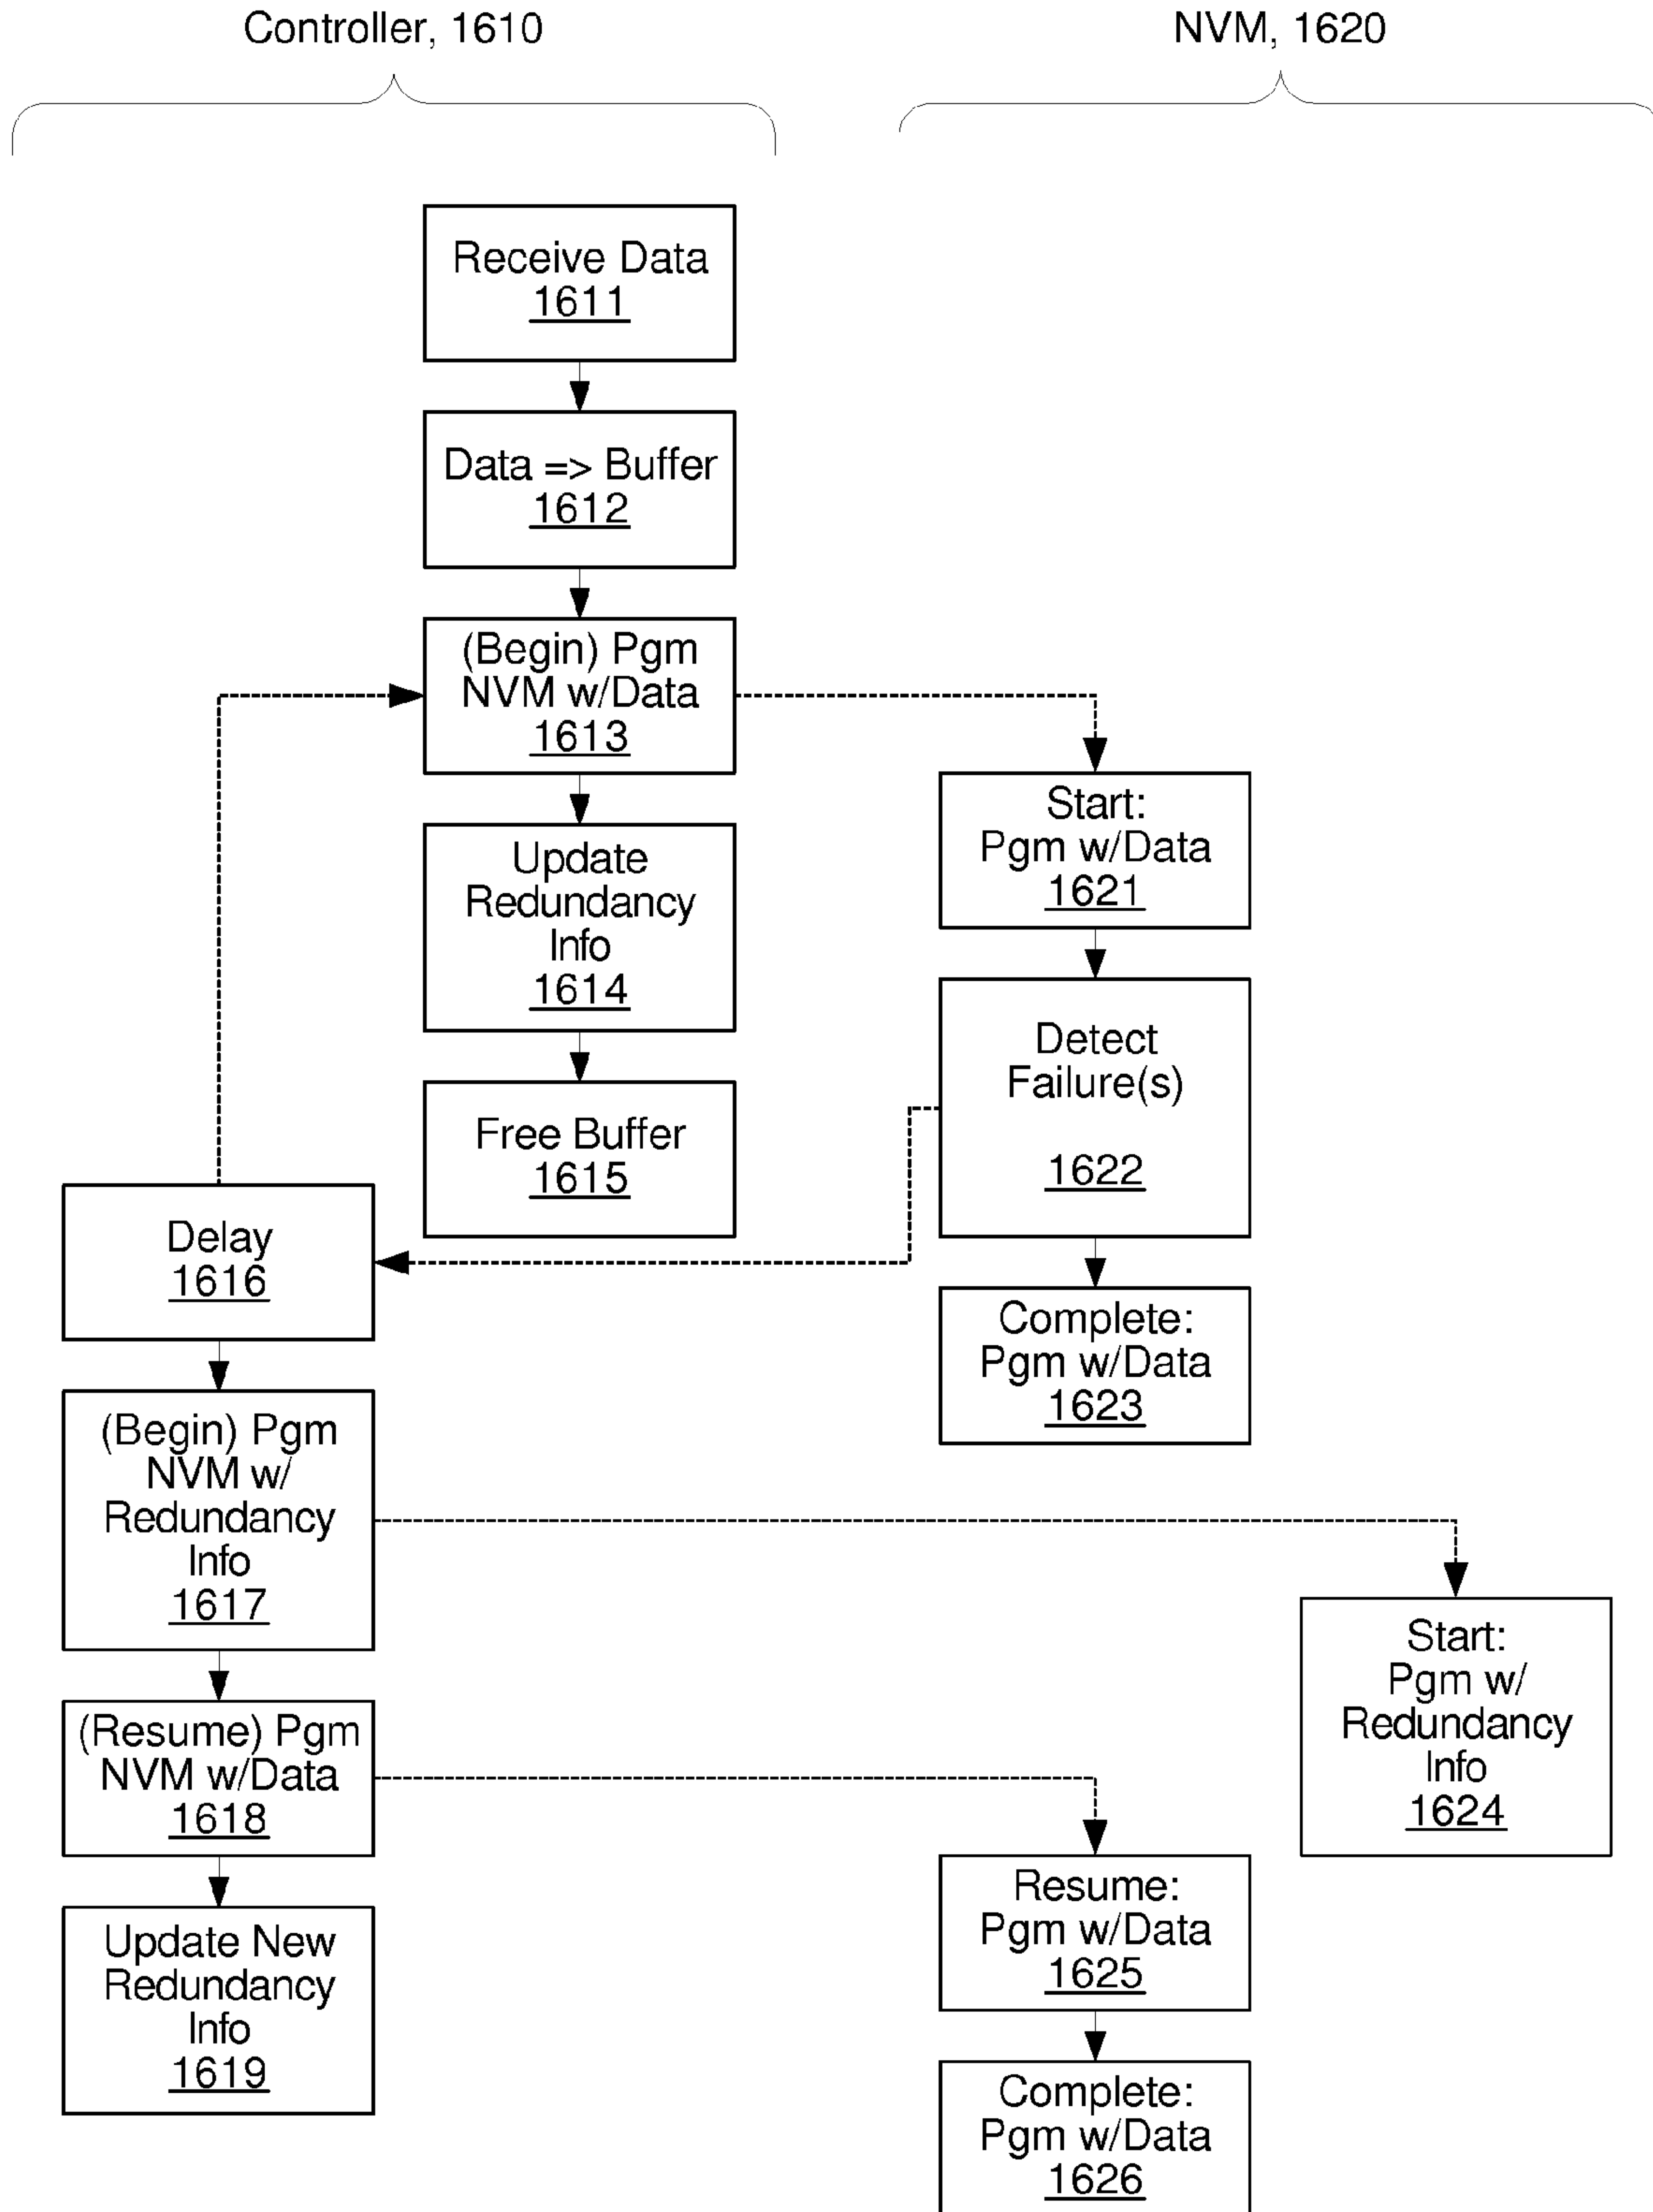 Controller, 1610
NVM, 1620
Receive Data
1611
Data => Buffer
1612
(Begin) Pgm
NVM w/Data
1613
Update
Redundancy
Info
1614
Free Buffer
1615
Start:
Pgm w/Data
1621
Detect
Failure(s)
1622
Complete:
Pgm w/Data
1623
Delay
1616
(Begin) Pgm
NVM w/
Redundancy
Info
1617
(Resume) Pgm
NVM w/Data
1618
Update New
Redundancy
Info
1619
Start:
Pgm w/
Redundancy
Info
1624
Resume:
Pgm w/Data
1625
Complete:
Pgm w/Data
1626